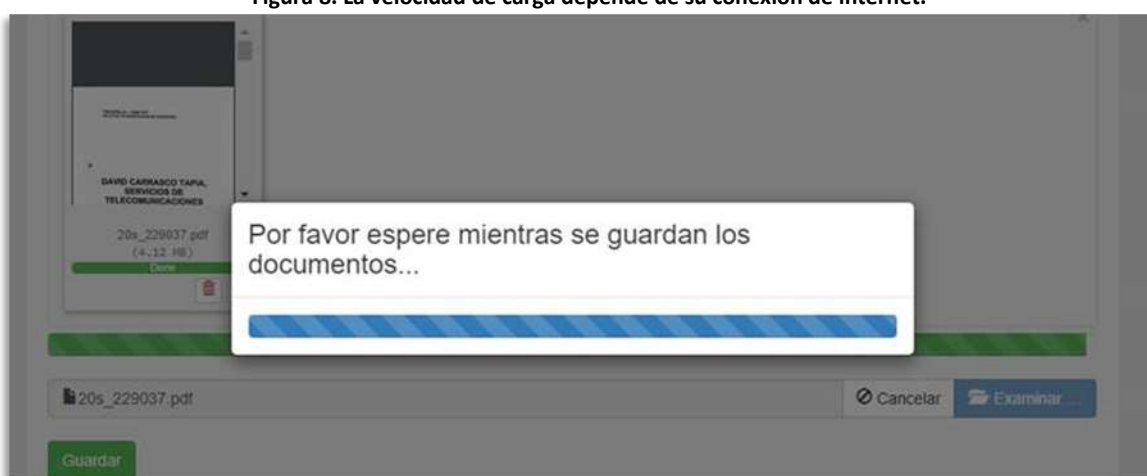 Figura 8. La velocidad de carga depende de su conexión de internet.
DAVID CARRASCO TAPIA,
SERVICIOS DE
TELECOMUNICACIONES
20s_229037.pdf
(4.12 MB)
Done
Por favor espere mientras se guardan los
documentos...
20s_229037.pdf
Cancelar
Examinar ...
Guardar